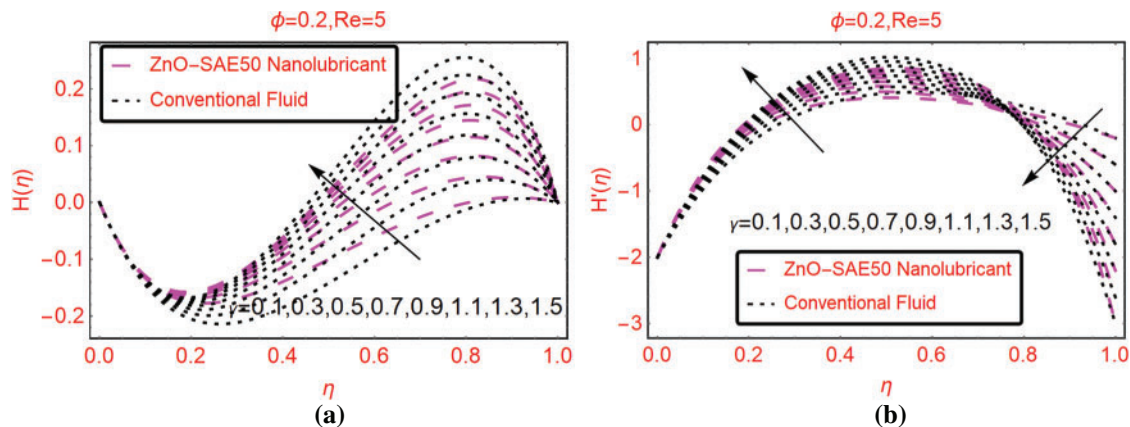 ϕ=0.2,Re=5
ZnO-SAE50 Nanolubricant
Conventional Fluid
H(η)
0.2
0.1
0.0
-0.1
-0.2
γ=0.1,0.3,0.5,0.7,0.9,1.1,1.3,1.5
0.0 0.2 0.4 0.6 0.8 1.0
η
(a)
ϕ=0.2,Re=5
H'(η)
1
0
-1
-2
-3
γ=0.1,0.3,0.5,0.7,0.9,1.1,1.3,1.5
ZnO-SAE50 Nanolubricant
Conventional Fluid
0.0 0.2 0.4 0.6 0.8 1.0
η
(b)